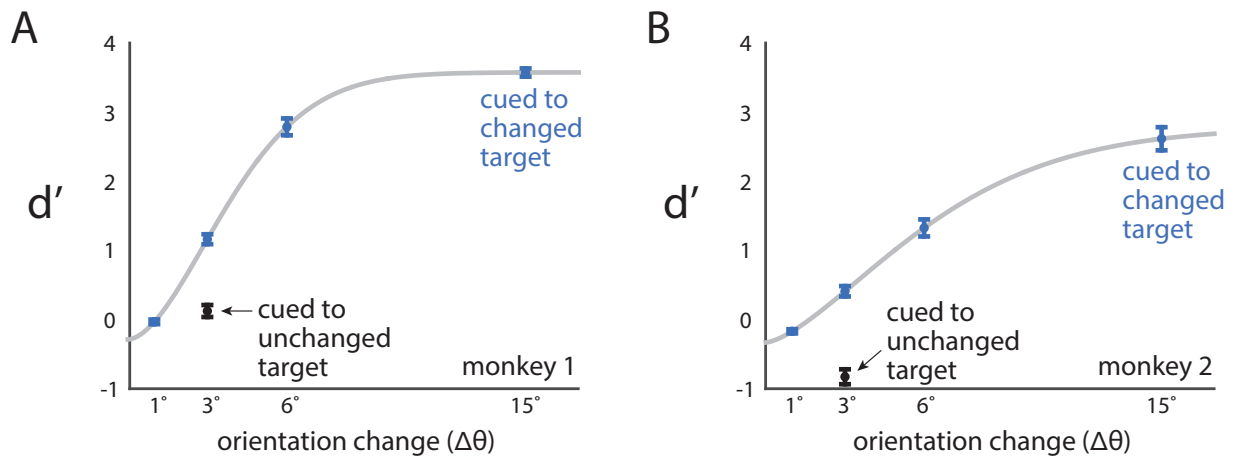 A
4
3
2
1
0
-1
d′
cued to
changed
target
cued to
unchanged
target
monkey 1
1° 3° 6° 15°
orientation change (Δθ)
B
4
3
2
1
0
-1
d′
cued to
changed
target
cued to
unchanged
target
monkey 2
1° 3° 6° 15°
orientation change (Δθ)